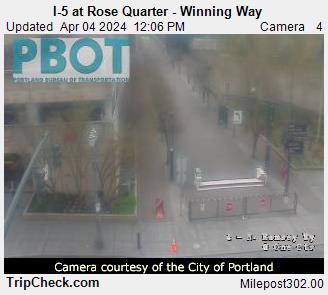 I-5 at Rose Quarter - Winning Way
Updated Apr 04 2024 12:06 PM Camera 4
PBOT
PORTLAND BUREAU OF TRANSPORTATION
Camera courtesy of the City of Portland
TripCheck.com Milepost302.00